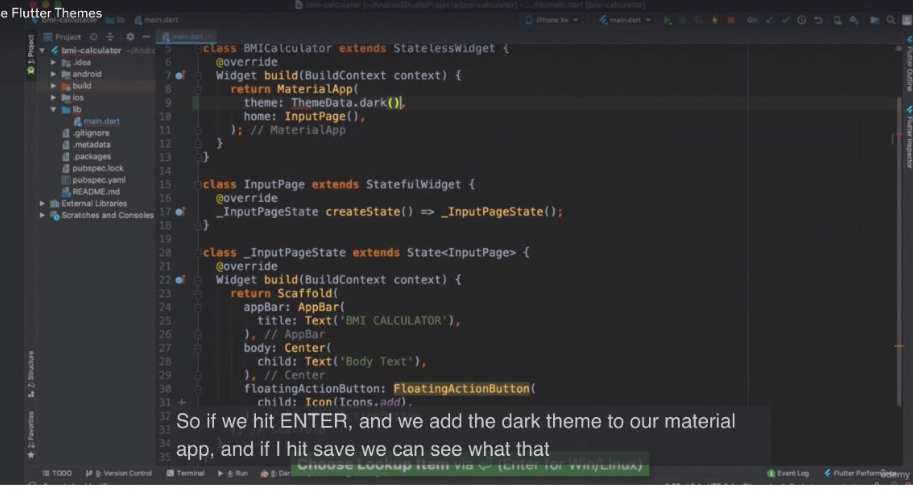 se Flutter Themes
bmi-calculator
lib
main.dart
iPhone Xs
main.dart
Git:
Project
main.dart
1: Project
bmi-calculator
.idea
android
build
ios
lib
main.dart
.gitignore
.metadata
.packages
pubspec.lock
pubspec.yaml
README.md
External Libraries
Scratches and Consoles
5 class BMICalculator extends StatelessWidget {
6 @override
7 Widget build(BuildContext context) {
8 return MaterialApp(
9 theme: ThemeData.dark(),
10 home: InputPage(),
11 ); // MaterialApp
12 }
13 }
14
15 class InputPage extends StatefulWidget {
16 @override
17 _InputPageState createState() => _InputPageState();
18 }
19
20 class _InputPageState extends State<InputPage> {
21 @override
22 Widget build(BuildContext context) {
23 return Scaffold(
24 appBar: AppBar(
25 title: Text('BMI CALCULATOR'),
26 ), // AppBar
27 body: Center(
28 child: Text('Body Text'),
29 ), // Center
30 floatingActionButton: FloatingActionButton(
31 child: Icon(Icons.add),
32
33
34
35
Flutter Outline
Flutter Inspector
2: Structure
2: Favorites
So if we hit ENTER, and we add the dark theme to our material
app, and if I hit save we can see what that
Choose Lookup Item via ⏎ (Enter for Win/Linux)
TODO
9: Version Control
Terminal
4: Run
Event Log
Flutter Performance
udemy